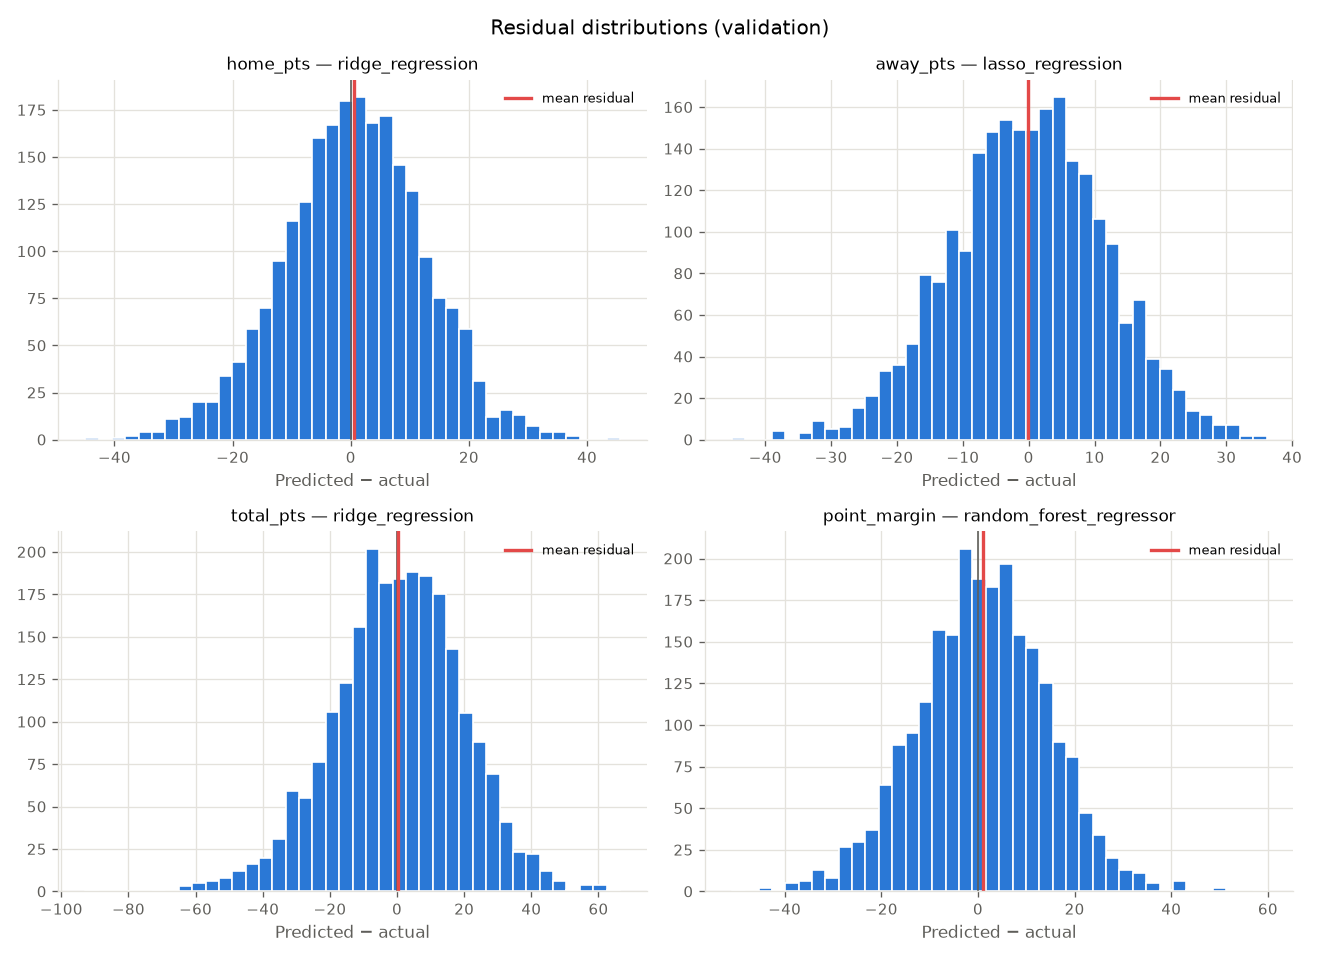 Residual distributions (validation)
home_pts — ridge_regression
mean residual
175
150
125
100
75
50
25
0
−40 −20 0 20 40
Predicted − actual
away_pts — lasso_regression
mean residual
160
140
120
100
80
60
40
20
0
−40 −30 −20 −10 0 10 20 30 40
Predicted − actual
total_pts — ridge_regression
mean residual
200
175
150
125
100
75
50
25
0
−100 −80 −60 −40 −20 0 20 40 60
Predicted − actual
point_margin — random_forest_regressor
mean residual
200
175
150
125
100
75
50
25
0
−40 −20 0 20 40 60
Predicted − actual